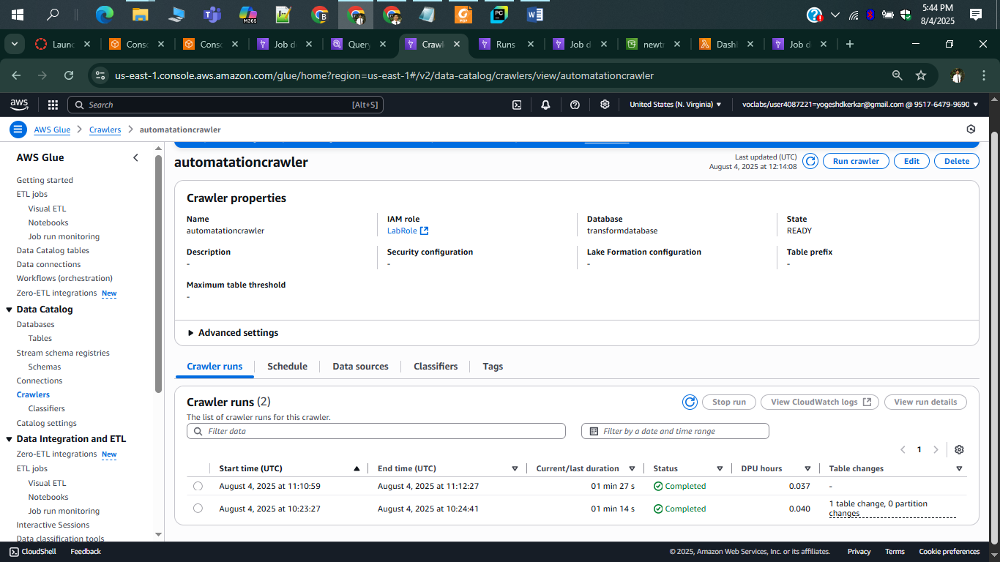 5:44 PM
8/4/2025
Launc
Conso
Conso
Job d
Query
Crawl
Runs
Job d
newtr
Dashl
Job d
us-east-1.console.aws.amazon.com/glue/home?region=us-east-1#/v2/data-catalog/crawlers/view/automatationcrawler
aws
Search
[Alt+S]
United States (N. Virginia)
voclabs/user4087221=yogeshdkerkar@gmail.com @ 9517-6479-9690
AWS Glue
Crawlers
automatationcrawler
AWS Glue
Getting started
ETL jobs
Visual ETL
Notebooks
Job run monitoring
Data Catalog tables
Data connections
Workflows (orchestration)
Zero-ETL integrations New
Data Catalog
Databases
Tables
Stream schema registries
Schemas
Connections
Crawlers
Classifiers
Catalog settings
Data Integration and ETL
Zero-ETL integrations New
ETL jobs
Visual ETL
Notebooks
Job run monitoring
Interactive Sessions
Data classification tools
automatationcrawler
Last updated (UTC)
August 4, 2025 at 12:14:08
Run crawler
Edit
Delete
Crawler properties
Name
automatationcrawler
IAM role
LabRole
Database
transformdatabase
State
READY
Description
-
Security configuration
-
Lake Formation configuration
-
Table prefix
-
Maximum table threshold
-
Advanced settings
Crawler runs
Schedule
Data sources
Classifiers
Tags
Crawler runs (2)
The list of crawler runs for this crawler.
Stop run
View CloudWatch logs
View run details
Filter data
Filter by a date and time range
1
Start time (UTC) End time (UTC) Current/last duration Status DPU hours Table changes
August 4, 2025 at 11:10:59 August 4, 2025 at 11:12:27 01 min 27 s Completed 0.037 -
August 4, 2025 at 10:23:27 August 4, 2025 at 10:24:41 01 min 14 s Completed 0.040 1 table change, 0 partition
changes
CloudShell
Feedback
© 2025, Amazon Web Services, Inc. or its affiliates.
Privacy
Terms
Cookie preferences